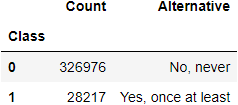 Count Alternative
Class
0 326976 No, never
1 28217 Yes, once at least